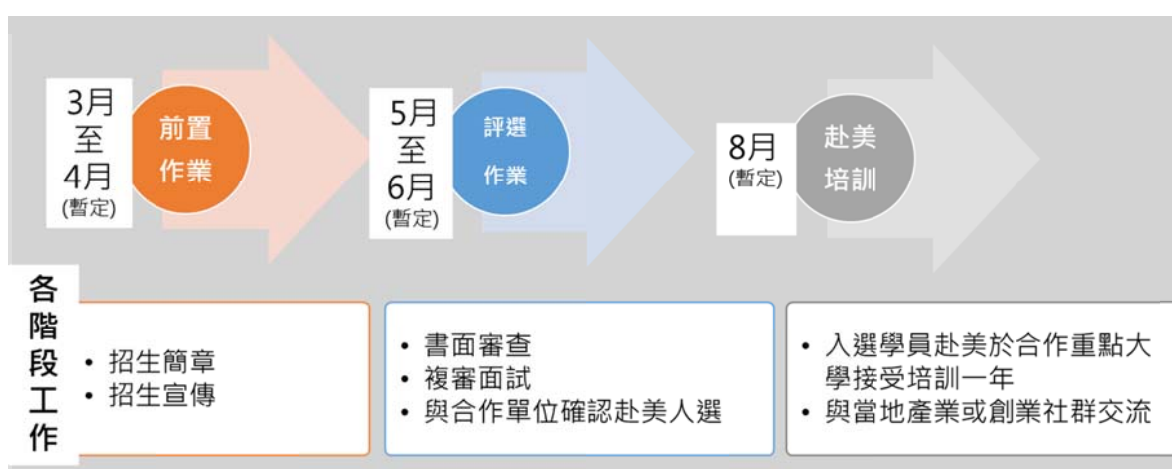 3月
至
4月
(暫定)
前置
作業
5月
至
6月
(暫定)
評選
作業
8月
(暫定)
赴美
培訓
各
階
段
工
作
• 招生簡章
• 招生宣傳
• 書面審查
• 複審面試
• 與合作單位確認赴美人選
• 入選學員赴美於合作重點大
學接受培訓一年
• 與當地產業或創業社群交流